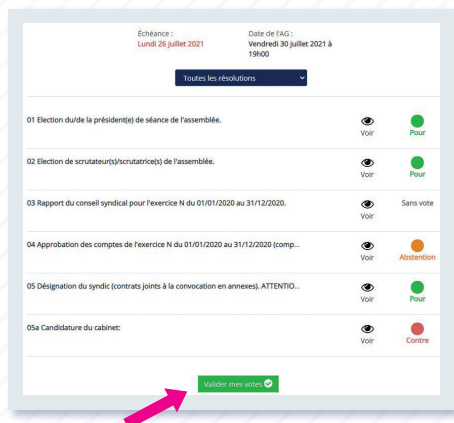 Échéance :
Lundi 26 juillet 2021
Date de l'AG :
Vendredi 30 juillet 2021 à
19h00
Toutes les résolutions
01 Election du/de la président(e) de séance de l'assemblée.
Voir
Pour
02 Election de scrutateur(s)/scrutatrice(s) de l'assemblée.
Voir
Pour
03 Rapport du conseil syndical pour l'exercice N du 01/01/2020 au 31/12/2020.
Voir
Sans vote
04 Approbation des comptes de l'exercice N du 01/01/2020 au 31/12/2020 (comp...
Voir
Abstention
05 Désignation du syndic (contrats joints à la convocation en annexes). ATTENTIO...
Voir
Pour
05a Candidature du cabinet:
Voir
Contre
Valider mes votes